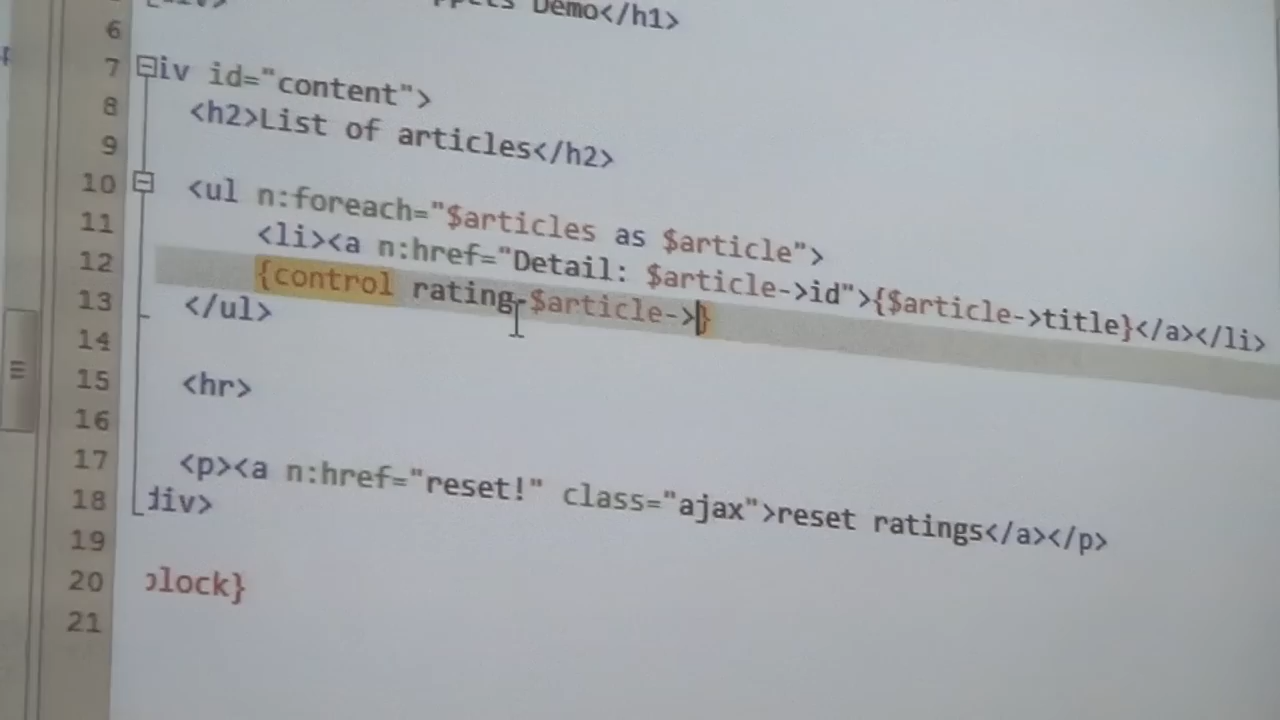 Demo</h1>
6
7 iv id="content">
8 <h2>List of articles</h2>
9
10 <ul n:foreach="$articles as $article">
11 <li><a n:href="Detail: $article->id">{$article->title}</a></li>
12 {control rating-$article->}
13 </ul>
14
15 <hr>
16
17 <p><a n:href="reset!" class="ajax">reset ratings</a></p>
18 div>
19
20 lock}
21